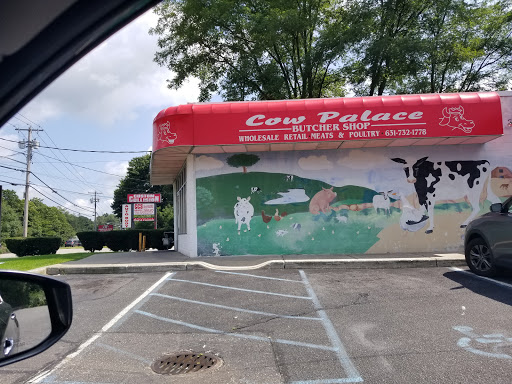 Cow Palace
BUTCHER SHOP
WHOLESALE RETAIL MEATS & POULTRY 631-732-1778